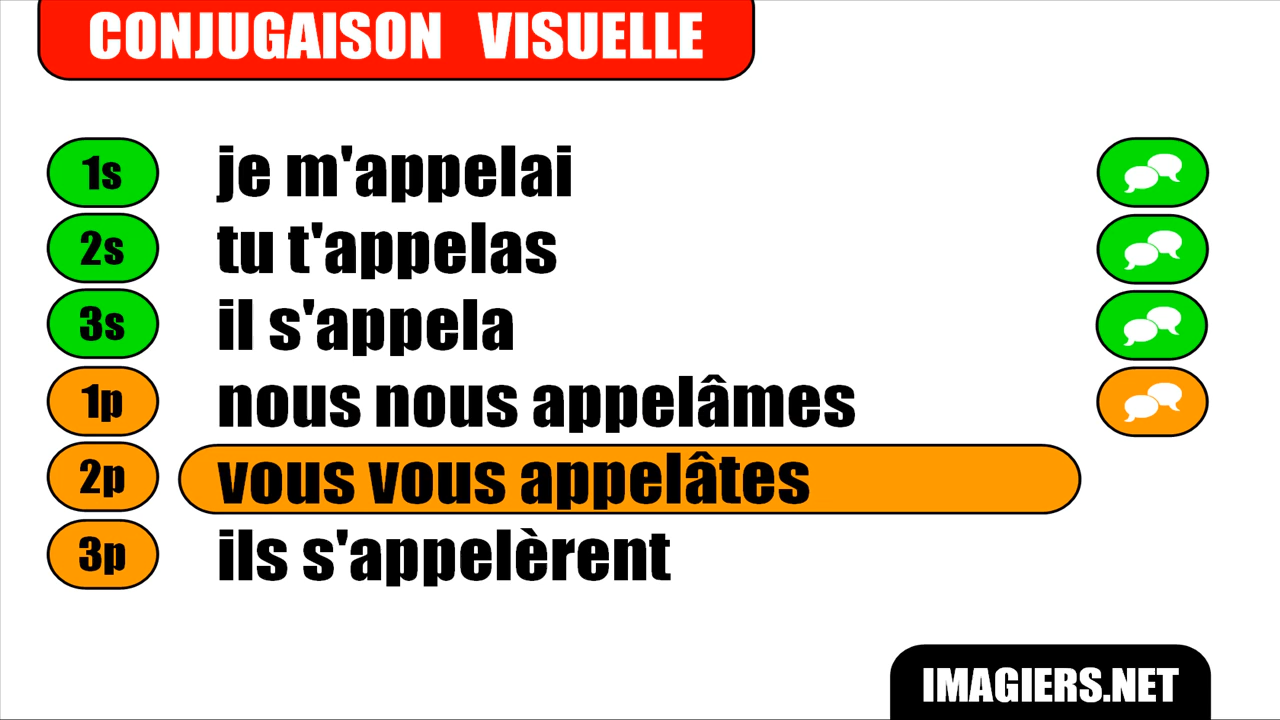 CONJUGAISON VISUELLE
1s je m'appelai
2s tu t'appelas
3s il s'appela
1p nous nous appelâmes
2p vous vous appelâtes
3p ils s'appelèrent
IMAGIERS.NET